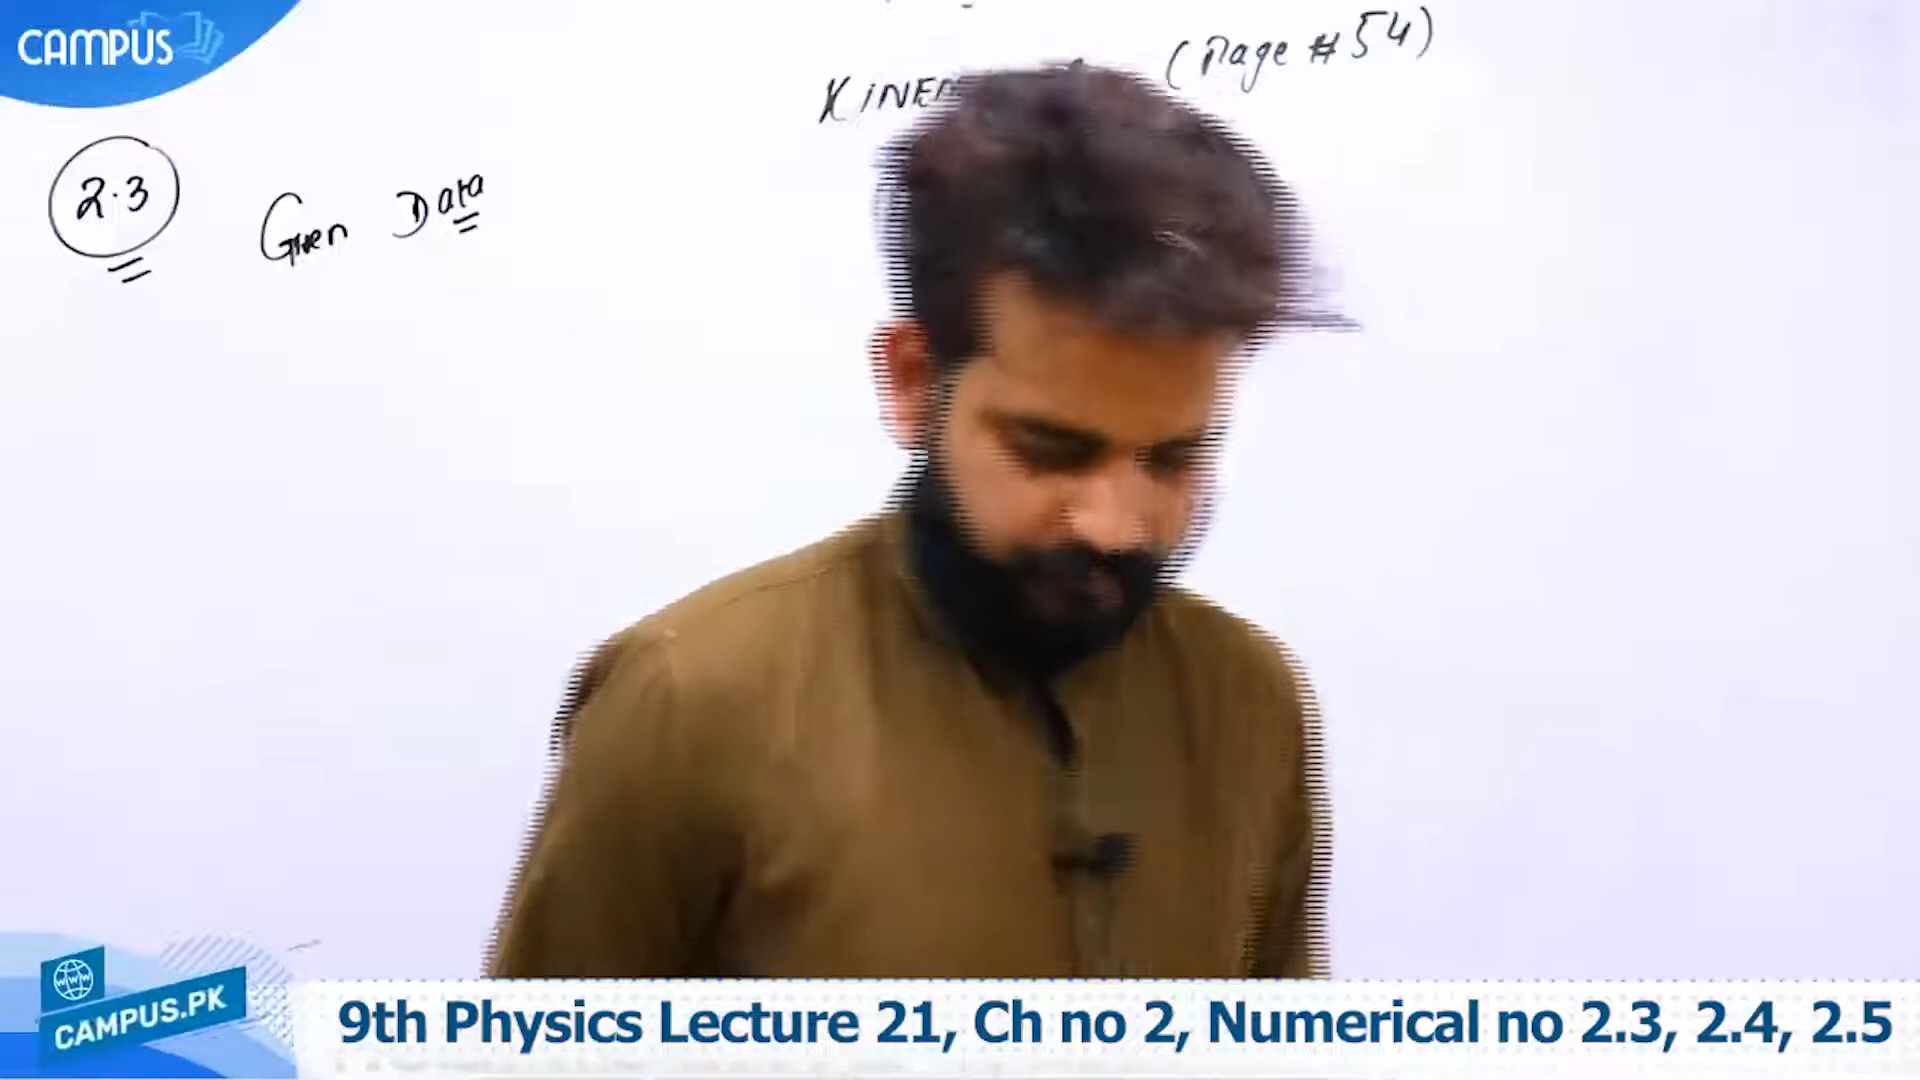 CAMPUS
(Page #54)
2.3
Given Data
WWW
CAMPUS.PK
9th Physics Lecture 21, Ch no 2, Numerical no 2.3, 2.4, 2.5